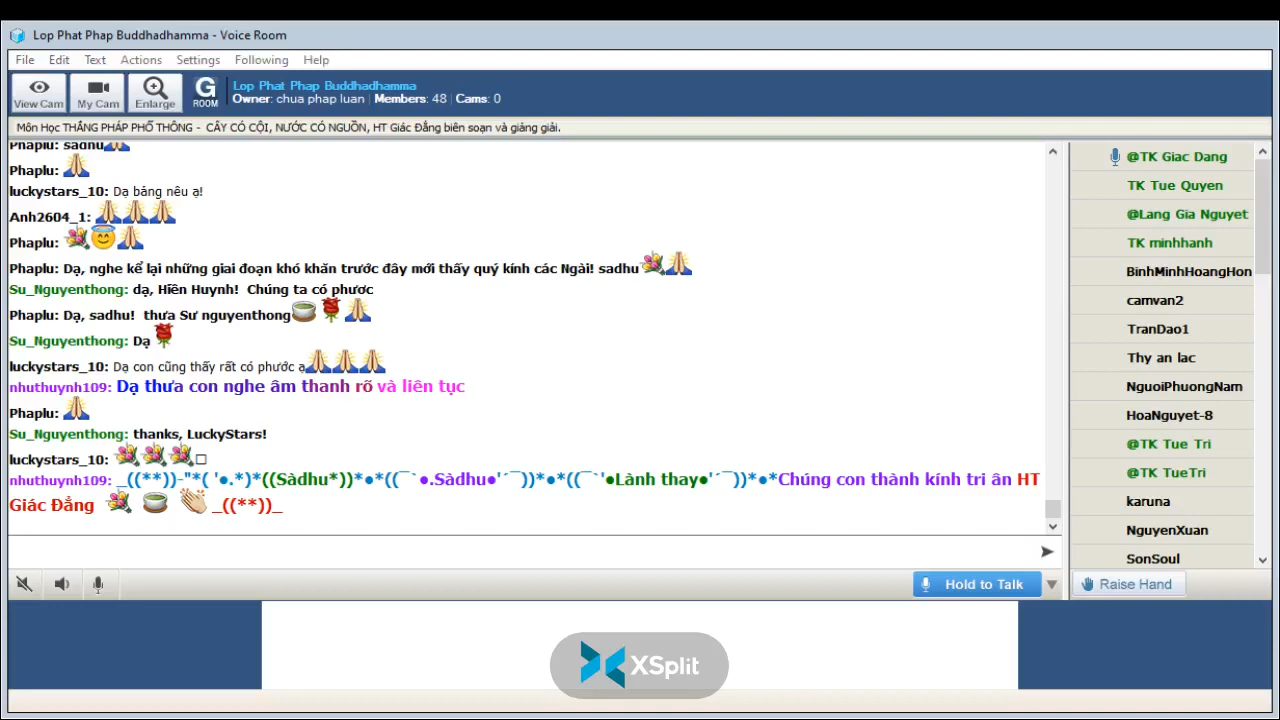 Lop Phat Phap Buddhadhamma - Voice Room
File Edit Text Actions Settings Following Help
View Cam My Cam Enlarge G ROOM
Lop Phat Phap Buddhadhamma
Owner: chua phap luan | Members: 48 | Cams: 0
Môn Học THẮNG PHÁP PHỔ THÔNG - CÂY CÓ CỘI, NƯỚC CÓ NGUỒN, HT Giác Đẳng biên soạn và giảng giải.
Phaplu: sadhu
Phaplu:
luckystars_10: Dạ băng nêu ạ!
Anh2604_1:
Phaplu:
Phaplu: Dạ, nghe kể lại những giai đoạn khó khăn trước đây mới thấy quý kính các Ngài! sadhu
Su_Nguyenthong: dạ, Hiền Huynh! Chúng ta có phước
Phaplu: Dạ, sadhu! thưa Sư nguyenthong
Su_Nguyenthong: Dạ
luckystars_10: Dạ con cũng thấy rất có phước ạ
nhuthuynh109: Dạ thưa con nghe âm thanh rõ và liên tục
Phaplu:
Su_Nguyenthong: thanks, LuckyStars!
luckystars_10: □
nhuthuynh109: _((**))-"*( '●.*)*((Sàdhu*))*●*((¯`●.Sàdhu●'´¯))*●*((¯`'●Lành thay●'´¯))*●*Chúng con thành kính tri ân HT
Giác Đẳng _((**))_
@TK Giac Dang
TK Tue Quyen
@Lang Gia Nguyet
TK minhhanh
BinhMinhHoangHon
camvan2
TranDao1
Thy an lac
NguoiPhuongNam
HoaNguyet-8
@TK Tue Tri
@TK TueTri
karuna
NguyenXuan
SonSoul
Hold to Talk
Raise Hand
XSplit